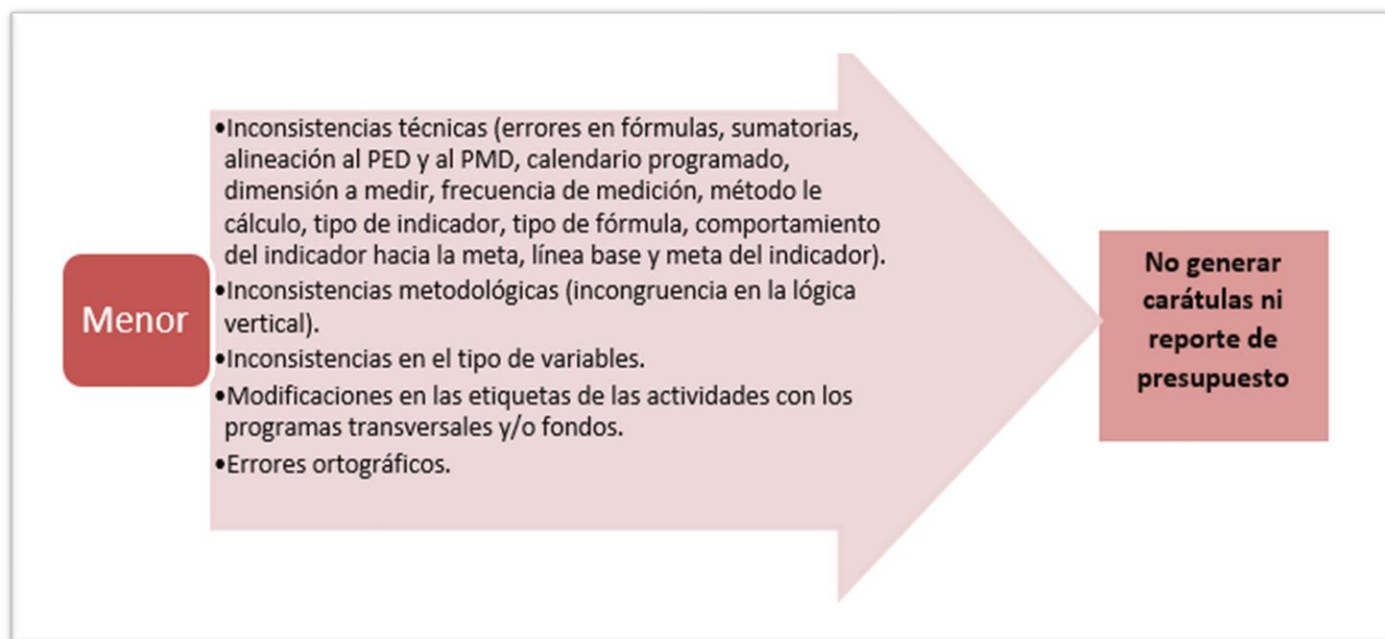 Menor
•Inconsistencias técnicas (errores en fórmulas, sumatorias,
alineación al PED y al PMD, calendario programado,
dimensión a medir, frecuencia de medición, método le
cálculo, tipo de indicador, tipo de fórmula, comportamiento
del indicador hacia la meta, línea base y meta del indicador).
•Inconsistencias metodológicas (incongruencia en la lógica
vertical).
•Inconsistencias en el tipo de variables.
•Modificaciones en las etiquetas de las actividades con los
programas transversales y/o fondos.
•Errores ortográficos.
No generar
carátulas ni
reporte de
presupuesto